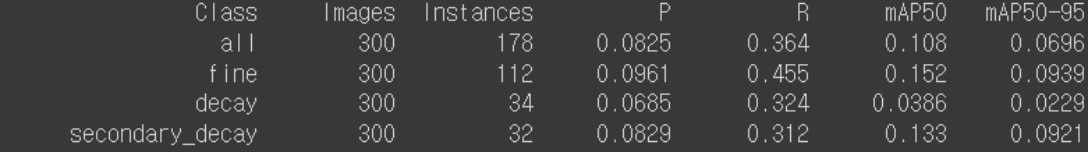 Class Images Instances P R mAP50 mAP50-95
all 300 178 0.0825 0.364 0.108 0.0696
fine 300 112 0.0961 0.455 0.152 0.0939
decay 300 34 0.0685 0.324 0.0386 0.0229
secondary_decay 300 32 0.0829 0.312 0.133 0.0921